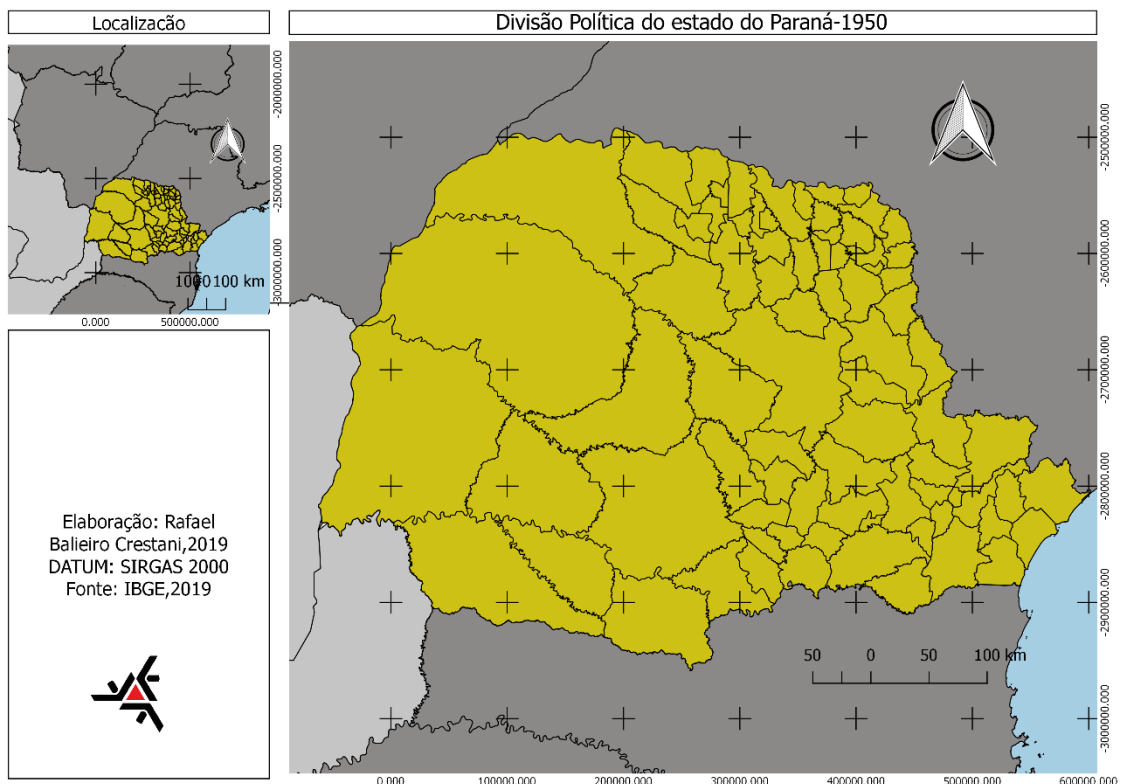 Localização
Divisão Política do estado do Paraná-1950
-2000000.000
-2500000.000
-3000000.000
0.000
500000.000
100 km
-2500000.000
-2600000.000
-2700000.000
-2800000.000
-2900000.000
-3000000.000
50
0
50
100 km
0.000
100000.000
200000.000
300000.000
400000.000
500000.000
600000.000
Elaboração: Rafael
Balieiro Crestani,2019
DATUM: SIRGAS 2000
Fonte: IBGE,2019